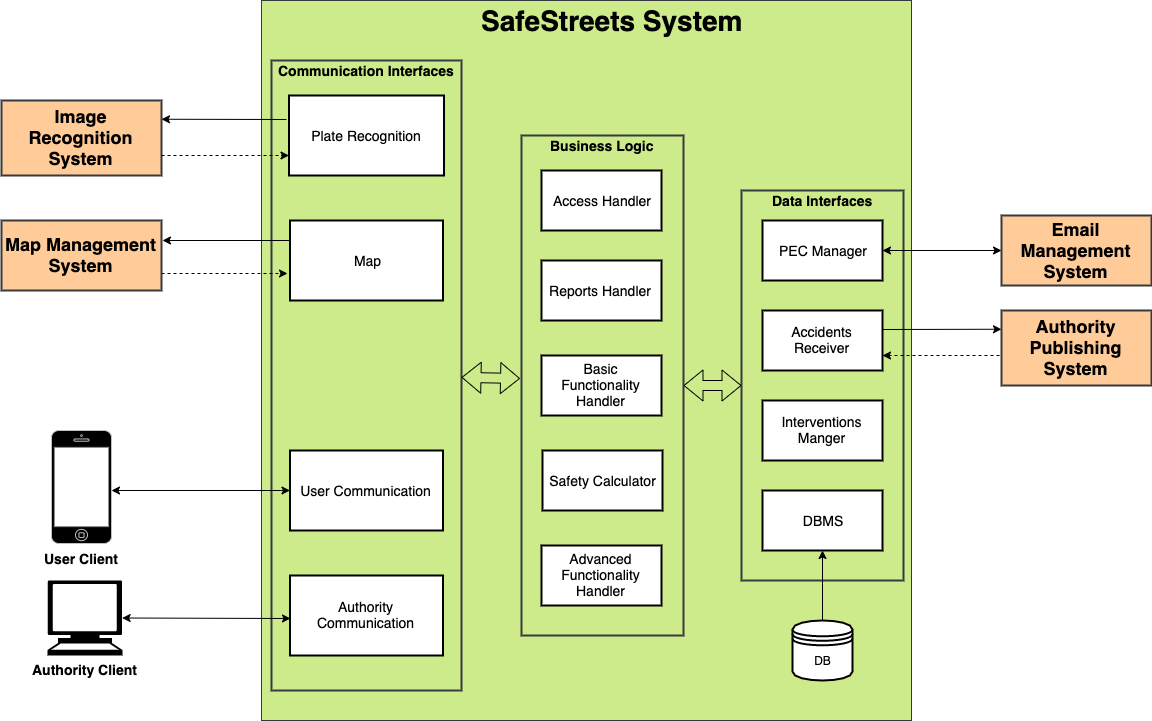 SafeStreets System
Communication Interfaces
Image
Recognition
System
Plate Recognition
Map Management
System
Map
User Client
User Communication
Authority Client
Authority
Communication
Business Logic
Access Handler
Reports Handler
Basic
Functionality
Handler
Safety Calculator
Advanced
Functionality
Handler
Data Interfaces
PEC Manager
Accidents
Receiver
Interventions
Manger
DBMS
DB
Email
Management
System
Authority
Publishing
System